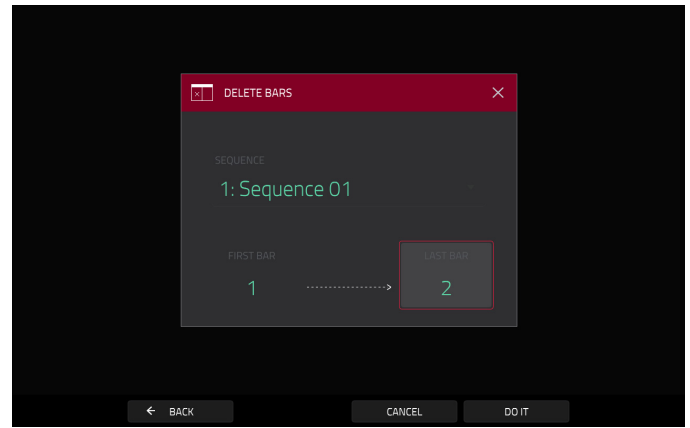 DELETE BARS
SEQUENCE
1: Sequence 01
FIRST BAR
LAST BAR
1
2
BACK
CANCEL
DO IT